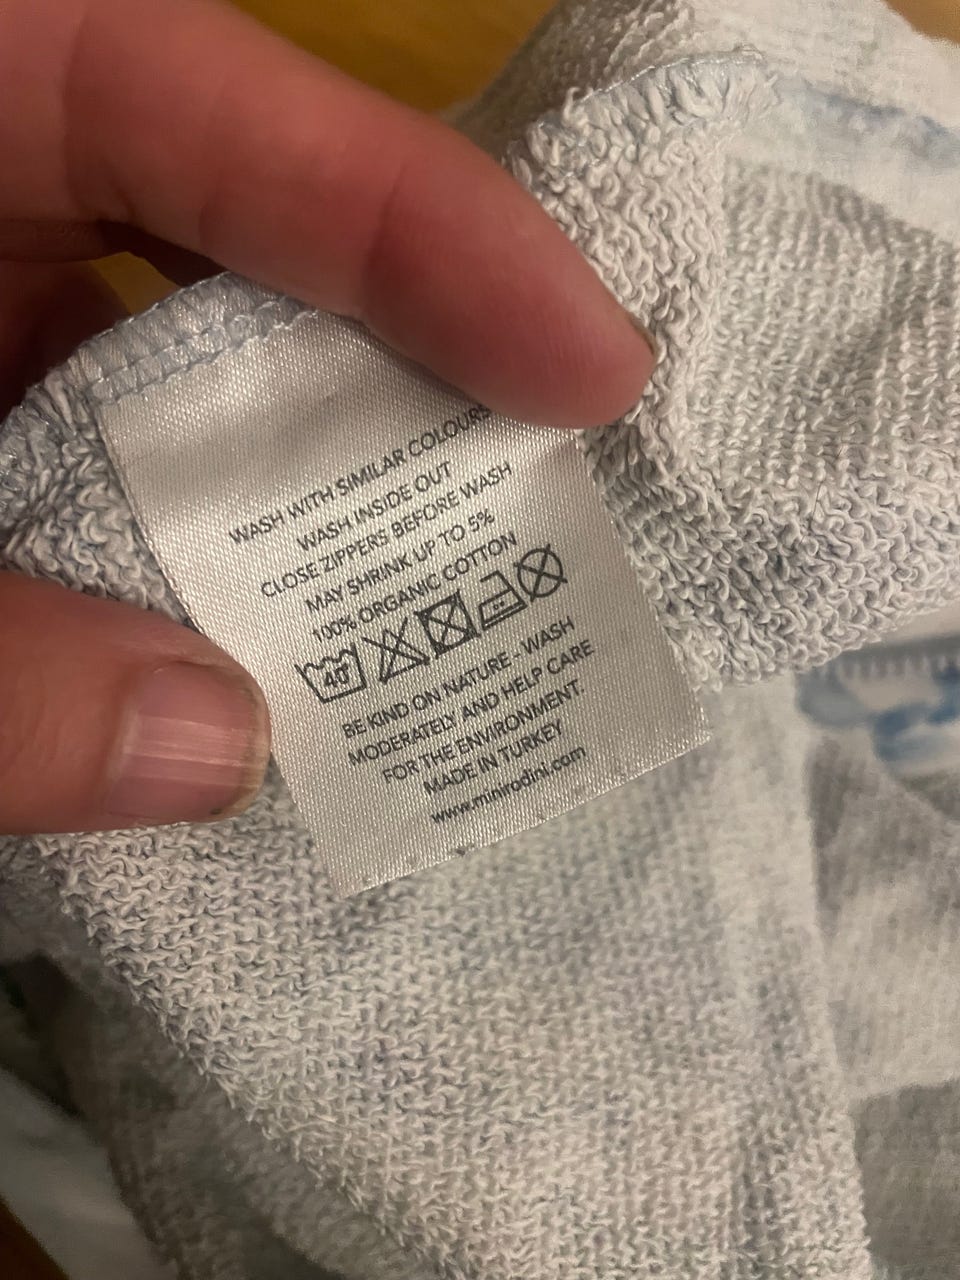 WASH WITH SIMILAR COLOURS
WASH INSIDE OUT
CLOSE ZIPPERS BEFORE WASH
MAY SHRINK UP TO 5%
100% ORGANIC COTTON
40°
BE KIND ON NATURE - WASH
MODERATELY AND HELP CARE
FOR THE ENVIRONMENT.
MADE IN TURKEY
www.minirodini.com